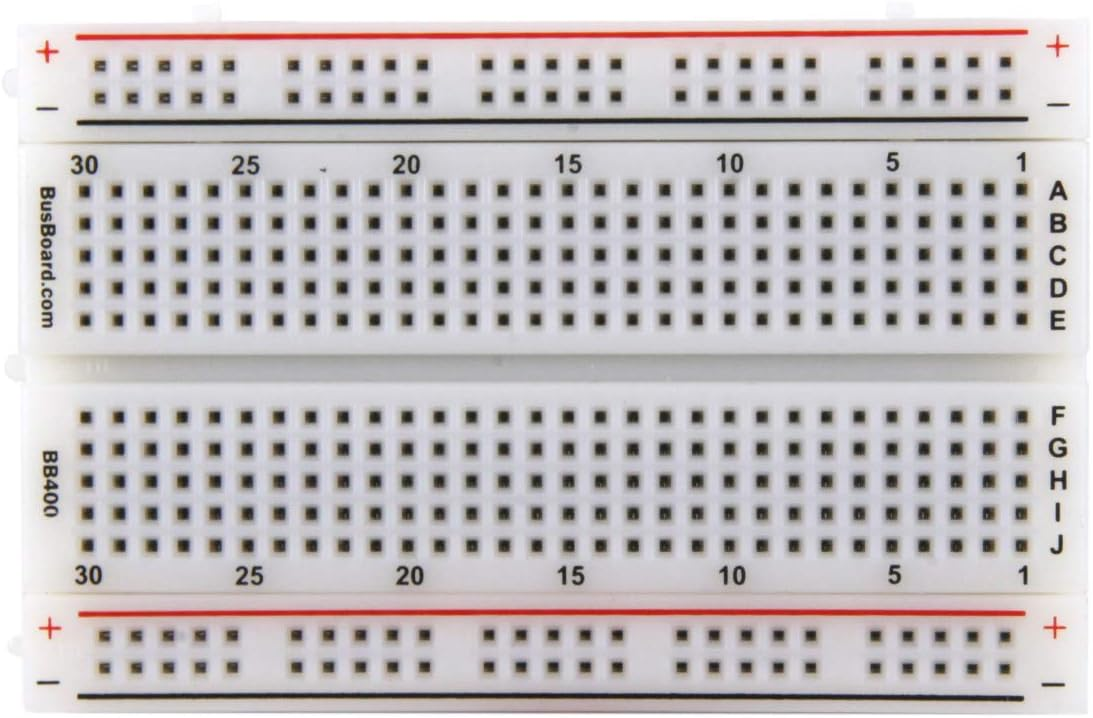 + +
– –
30 25 20 15 10 5 1
BusBoard.com
A
B
C
D
E
BB400
F
G
H
I
J
30 25 20 15 10 5 1
+ +
– –